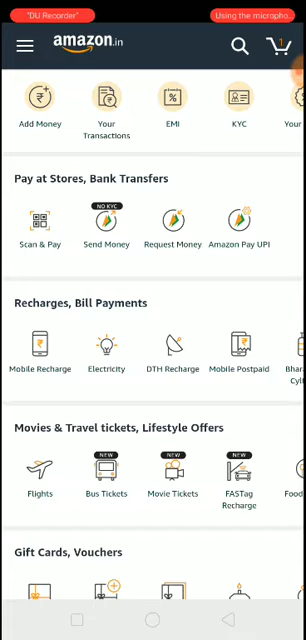 "DU Recorder"
Using the micropho..
amazon.in
1
Add Money
Your Transactions
EMI
KYC
Your
Pay at Stores, Bank Transfers
NO KYC
Scan & Pay
Send Money
Request Money
Amazon Pay UPI
Recharges, Bill Payments
Mobile Recharge
Electricity
DTH Recharge
Mobile Postpaid
Bhara
Cyli
Movies & Travel tickets, Lifestyle Offers
NEW
NEW
NEW
Flights
Bus Tickets
Movie Tickets
FASTag
Recharge
Food
Gift Cards, Vouchers